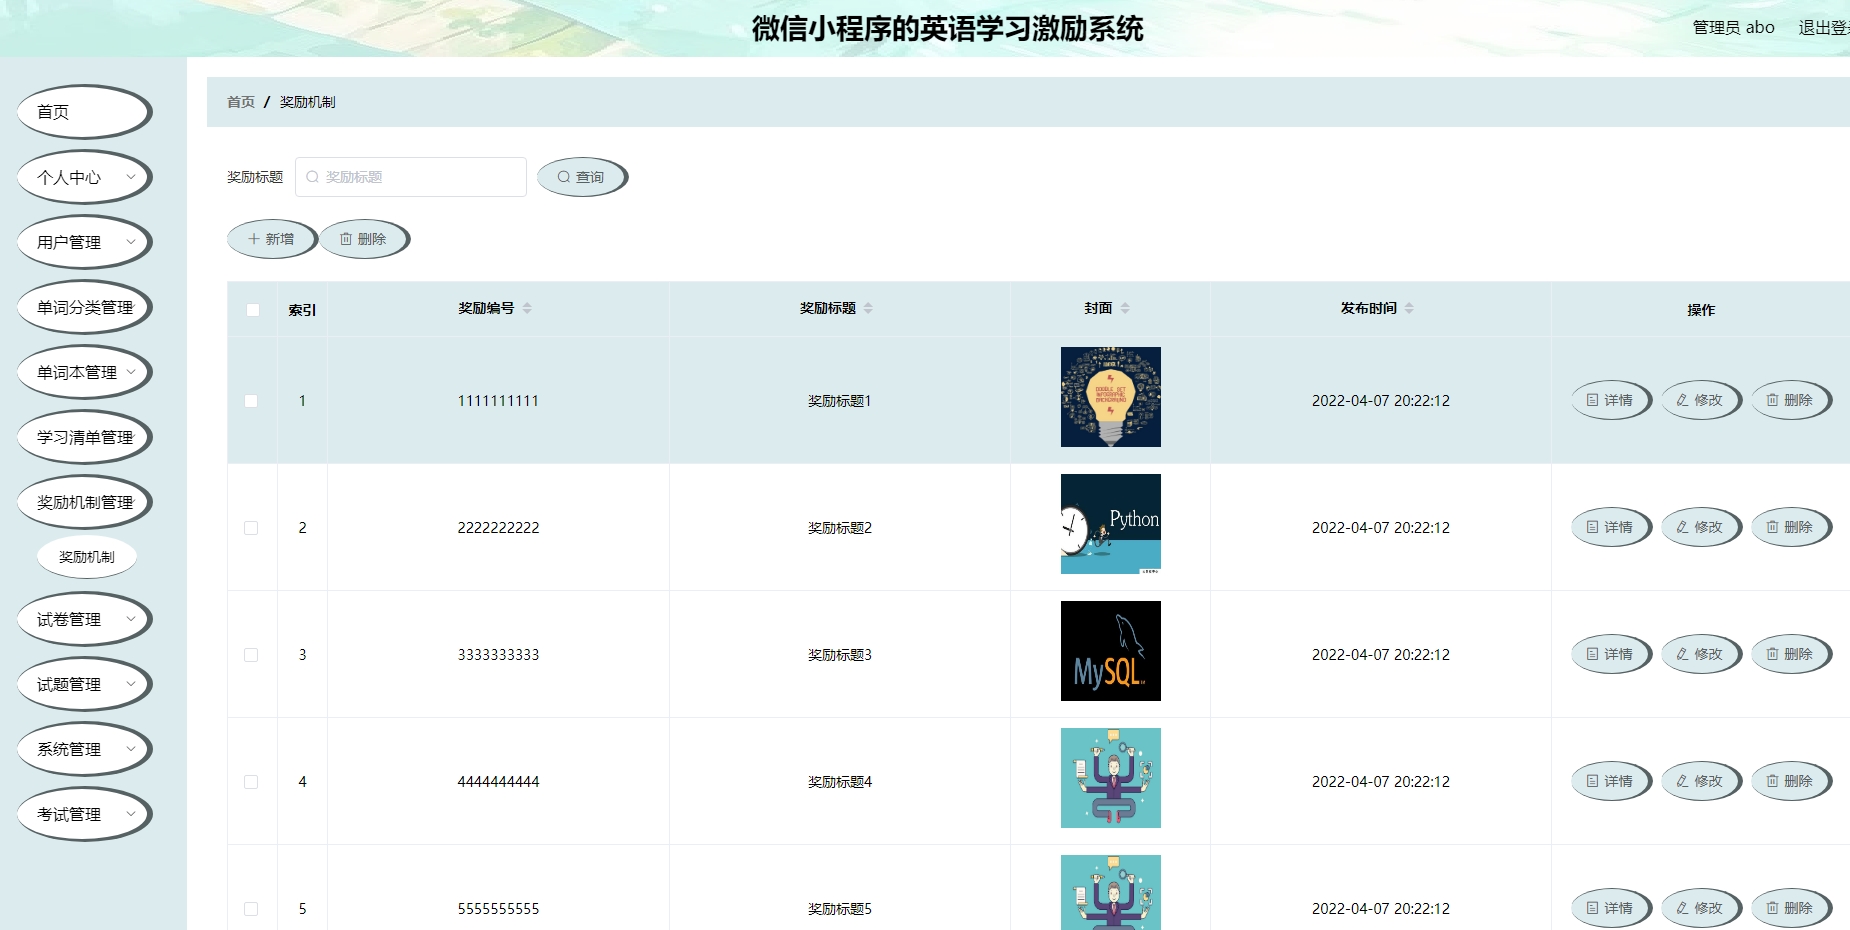 微信小程序的英语学习激励系统
管理员 abo 退出登
首页
个人中心
用户管理
单词分类管理
单词本管理
学习清单管理
奖励机制管理
奖励机制
试卷管理
试题管理
系统管理
考试管理
首页 / 奖励机制
奖励标题 奖励标题 查询
新增 删除
索引 奖励编号 奖励标题 封面 发布时间 操作
1 1111111111 奖励标题1 2022-04-07 20:22:12 详情 修改 删除
2 2222222222 奖励标题2 Python 2022-04-07 20:22:12 详情 修改 删除
3 3333333333 奖励标题3 MySQL 2022-04-07 20:22:12 详情 修改 删除
4 4444444444 奖励标题4 2022-04-07 20:22:12 详情 修改 删除
5 5555555555 奖励标题5 2022-04-07 20:22:12 详情 修改 删除